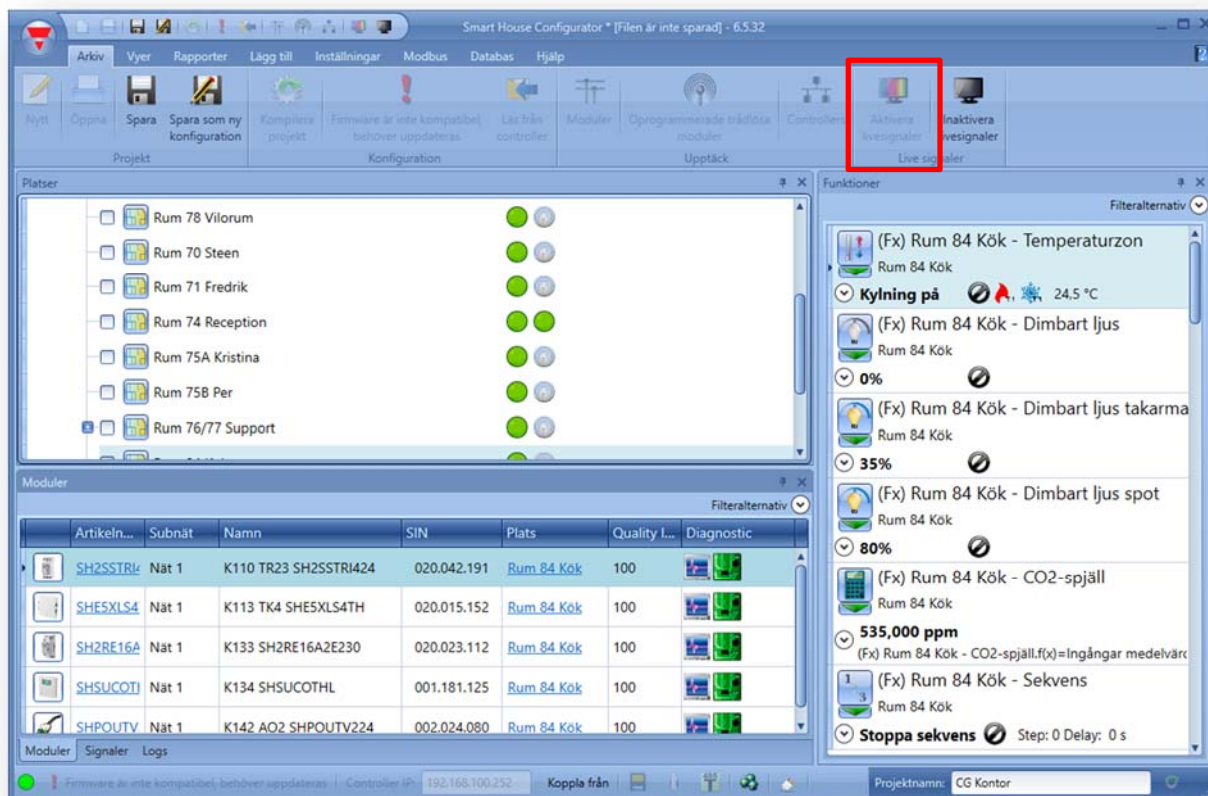 Smart House Configurator * [Filen är inte sparad] - 6.5.32
Arkiv Vyer Rapporter Lägg till Inställningar Modbus Databas Hjälp
Nytt Öppna Spara Spara som ny konfiguration Kompilera projekt Firmware är inte kompatibel, behöver uppdateras Läs från controller Moduler Oprogrammerade trådlösa moduler Controllers Aktivera livesignaler Inaktivera livesignaler
Projekt Konfiguration Upptäck Live signaler
Platser
Rum 78 Vilorum
Rum 70 Steen
Rum 71 Fredrik
Rum 74 Reception
Rum 75A Kristina
Rum 75B Per
Rum 76/77 Support
Moduler
Filteralternativ
Artikeln... Subnät Namn SIN Plats Quality I... Diagnostic
SH2SSTRI4 Nät 1 K110 TR23 SH2SSTRI424 020.042.191 Rum 84 Kök 100
SHE5XLS4 Nät 1 K113 TK4 SHE5XLS4TH 020.015.152 Rum 84 Kök 100
SH2RE16A Nät 1 K133 SH2RE16A2E230 020.023.112 Rum 84 Kök 100
SHSUCOTI Nät 1 K134 SHSUCOTHL 001.181.125 Rum 84 Kök 100
SHPOUTV Nät 1 K142 AO2 SHPOUTV224 002.024.080 Rum 84 Kök 100
Moduler Signaler Logs
Funktioner
Filteralternativ
(Fx) Rum 84 Kök - Temperaturzon
Rum 84 Kök
Kylning på 24,5 °C
(Fx) Rum 84 Kök - Dimbart ljus
Rum 84 Kök
0%
(Fx) Rum 84 Kök - Dimbart ljus takarma
Rum 84 Kök
35%
(Fx) Rum 84 Kök - Dimbart ljus spot
Rum 84 Kök
80%
(Fx) Rum 84 Kök - CO2-spjäll
Rum 84 Kök
535,000 ppm
(Fx) Rum 84 Kök - CO2-spjäll.f(x)=Ingångar medelvärd
(Fx) Rum 84 Kök - Sekvens
Rum 84 Kök
Stoppa sekvens Step: 0 Delay: 0 s
Firmware är inte kompatibel, behöver uppdateras Controller IP: 192.168.100.252 Koppla från Projektnamn: CG Kontor